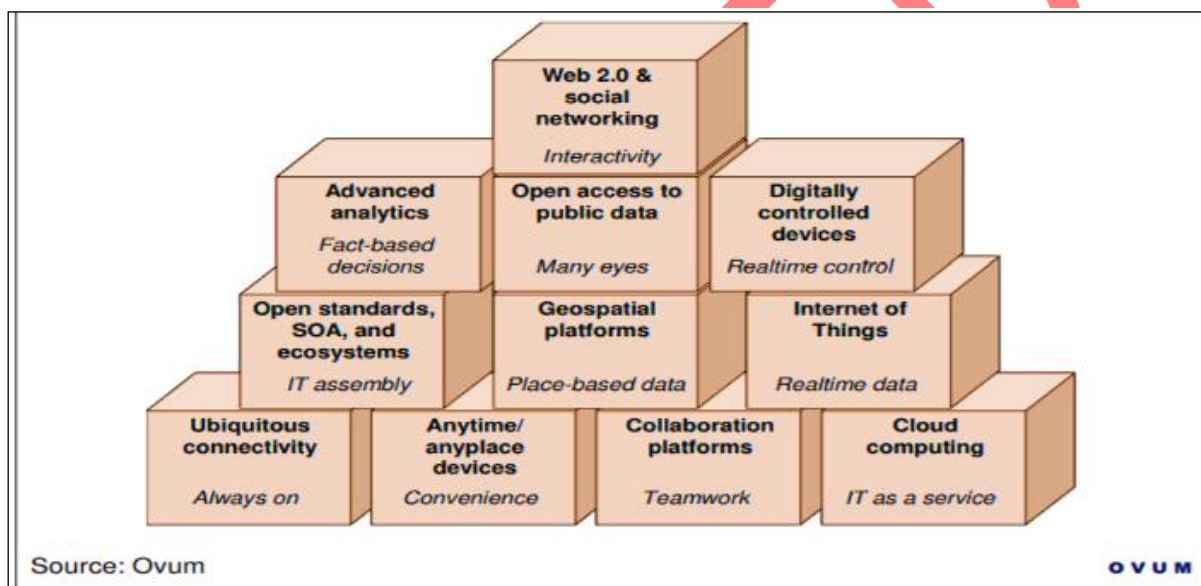 Web 2.0 &
social
networking
Interactivity
Advanced
analytics
Fact-based
decisions
Open access to
public data
Many eyes
Digitally
controlled
devices
Realtime control
Open standards,
SOA, and
ecosystems
IT assembly
Geospatial
platforms
Place-based data
Internet of
Things
Realtime data
Ubiquitous
connectivity
Always on
Anytime/
anyplace
devices
Convenience
Collaboration
platforms
Teamwork
Cloud
computing
IT as a service
Source: Ovum
OVUM